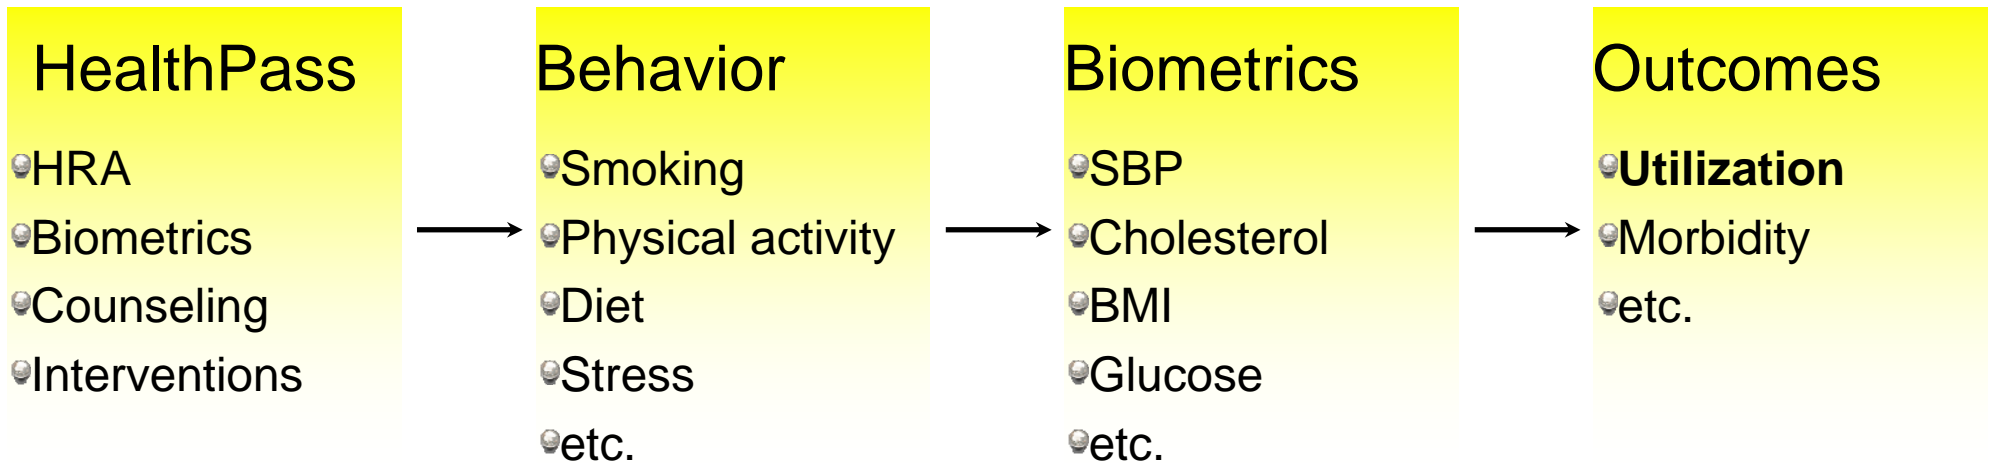 HealthPass
HRA
Biometrics
Counseling
Interventions
Behavior
Smoking
Physical activity
Diet
Stress
etc.
Biometrics
SBP
Cholesterol
BMI
Glucose
etc.
Outcomes
Utilization
Morbidity
etc.